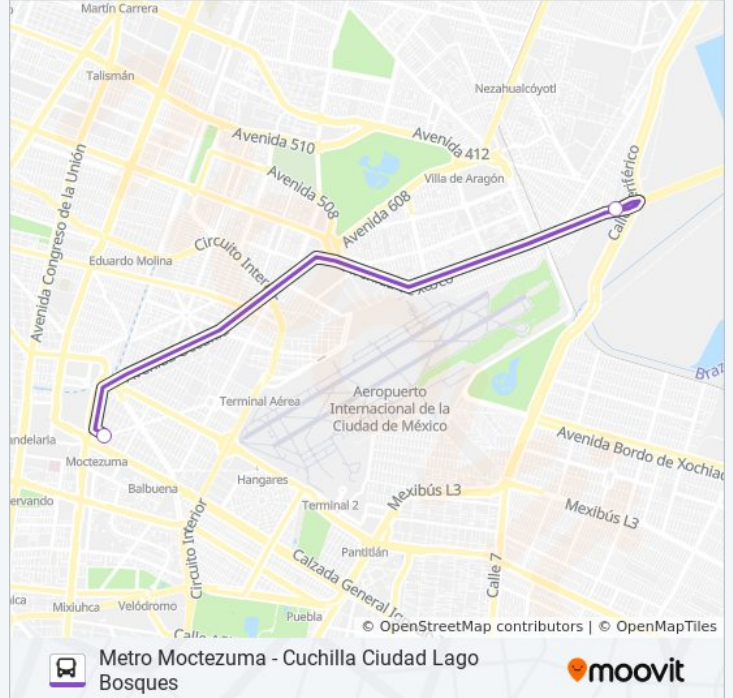 Martín Carrera
Talismán
Nezahualcóyotl
Avenida 510
Avenida 412
Villa de Aragón
Avenida 508
Avenida 608
Avenida Congreso de la Unión
Eduardo Molina
Circuito Inter
Terminal Aérea
Aeropuerto
Internacional de la
Ciudad de México
andelaria
Moctezuma
Braz
Avenida Bordo de Xochiac
Hangares
Balbuena
ervando
Terminal 2
Mexibús L3
Mexibús L3
Circuito Interior
Pantitlán
Calle 7
Calzada General Ig
Mixiuhca
Velódromo
Puebla
© OpenStreetMap contributors | © OpenMapTiles
Metro Moctezuma - Cuchilla Ciudad Lago
Bosques
moovit